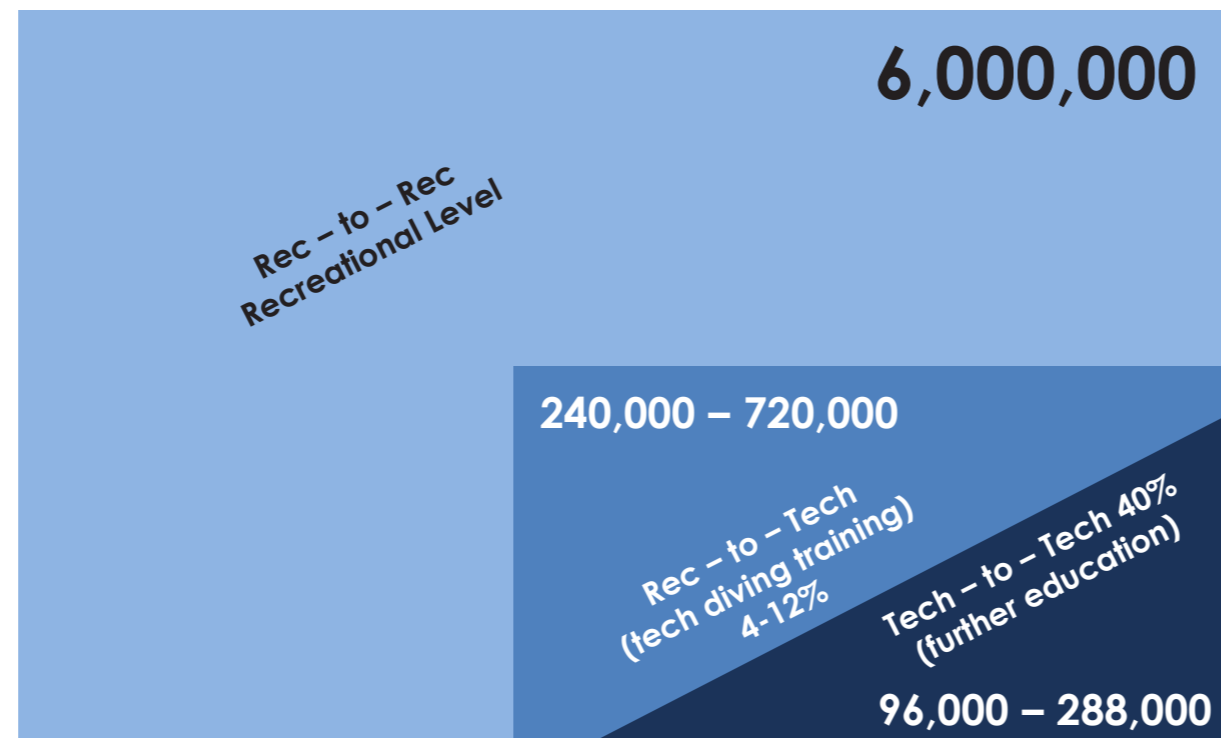 6,000,000
Rec – to – Rec
Recreational Level
240,000 – 720,000
Rec – to – Tech
(tech diving training)
4-12%
Tech – to – Tech 40%
(further education)
96,000 – 288,000